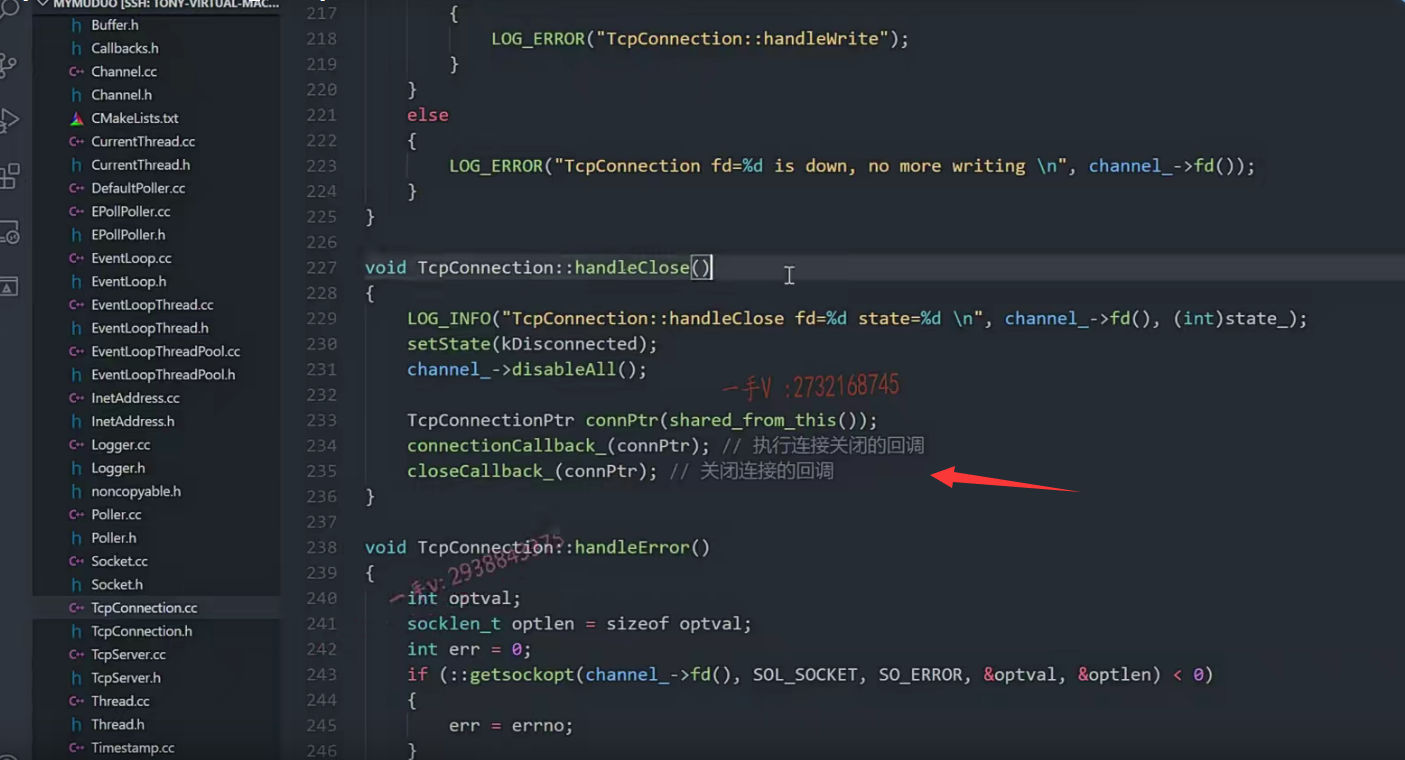 MYMUDUO [SSH: TONY-VIRTUAL-MAC...
Buffer.h
Callbacks.h
Channel.cc
Channel.h
CMakeLists.txt
CurrentThread.cc
CurrentThread.h
DefaultPoller.cc
EPollPoller.cc
EPollPoller.h
EventLoop.cc
EventLoop.h
EventLoopThread.cc
EventLoopThread.h
EventLoopThreadPool.cc
EventLoopThreadPool.h
InetAddress.cc
InetAddress.h
Logger.cc
Logger.h
noncopyable.h
Poller.cc
Poller.h
Socket.cc
Socket.h
TcpConnection.cc
TcpConnection.h
TcpServer.cc
TcpServer.h
Thread.cc
Thread.h
Timestamp.cc
217 {
218 LOG_ERROR("TcpConnection::handleWrite");
219 }
220 }
221 else
222 {
223 LOG_ERROR("TcpConnection fd=%d is down, no more writing \n", channel_->fd());
224 }
225 }
226
227 void TcpConnection::handleClose()
228 {
229 LOG_INFO("TcpConnection::handleClose fd=%d state=%d \n", channel_->fd(), (int)state_);
230 setState(kDisconnected);
231 channel_->disableAll();
232
一手V :2732168745
233 TcpConnectionPtr connPtr(shared_from_this());
234 connectionCallback_(connPtr); // 执行连接关闭的回调
235 closeCallback_(connPtr); // 关闭连接的回调
236 }
237
238 void TcpConnection::handleError()
239 {
一手v: 2938843375
240 int optval;
241 socklen_t optlen = sizeof optval;
242 int err = 0;
243 if (::getsockopt(channel_->fd(), SOL_SOCKET, SO_ERROR, &optval, &optlen) < 0)
244 {
245 err = errno;
246 }